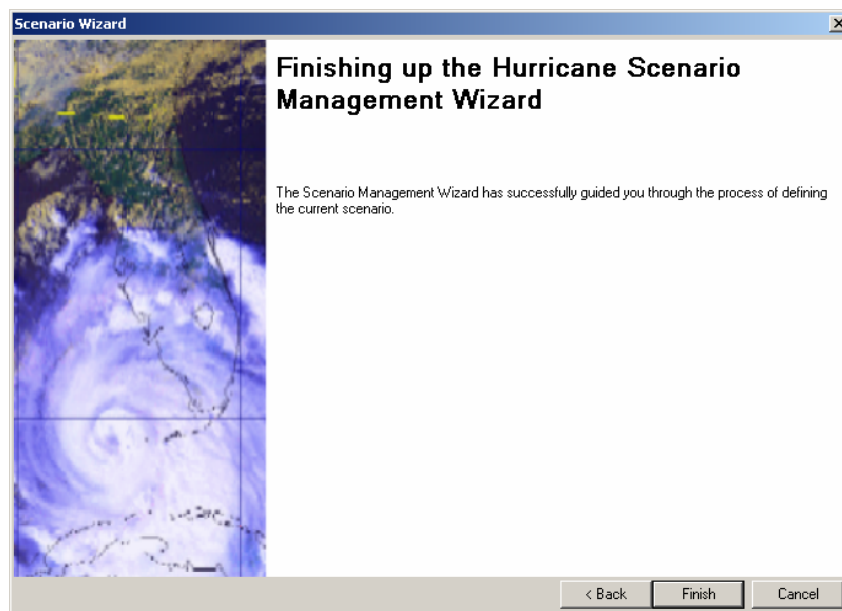 Scenario Wizard
Finishing up the Hurricane Scenario
Management Wizard
The Scenario Management Wizard has successfully guided you through the process of defining
the current scenario.
< Back
Finish
Cancel